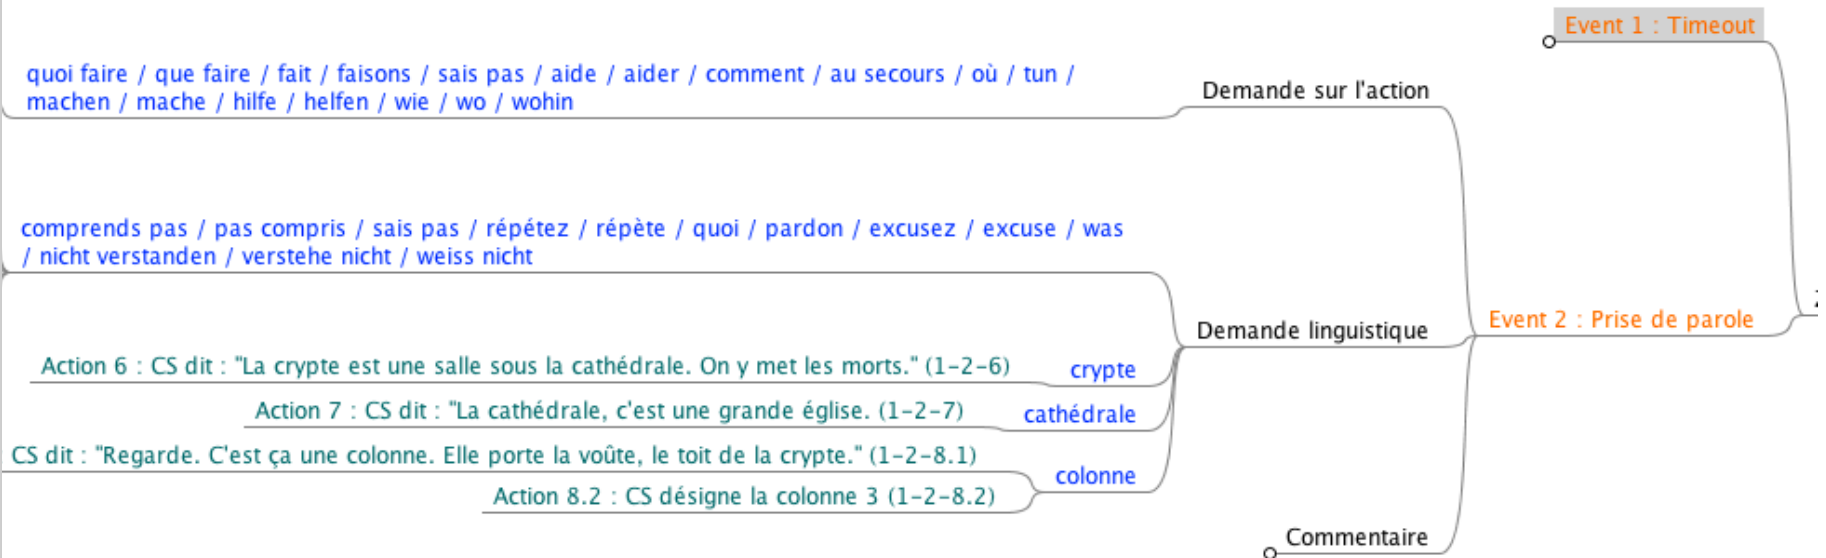 Event 1 : Timeout
quoi faire / que faire / fait / faisons / sais pas / aide / aider / comment / au secours / où / tun /
machen / mache / hilfe / helfen / wie / wo / wohin
Demande sur l'action
comprends pas / pas compris / sais pas / répétez / répète / quoi / pardon / excusez / excuse / was
/ nicht verstanden / verstehe nicht / weiss nicht
Event 2 : Prise de parole
Demande linguistique
Action 6 : CS dit : "La crypte est une salle sous la cathédrale. On y met les morts." (1-2-6)
crypte
Action 7 : CS dit : "La cathédrale, c'est une grande église. (1-2-7)
cathédrale
CS dit : "Regarde. C'est ça une colonne. Elle porte la voûte, le toit de la crypte." (1-2-8.1)
colonne
Action 8.2 : CS désigne la colonne 3 (1-2-8.2)
Commentaire